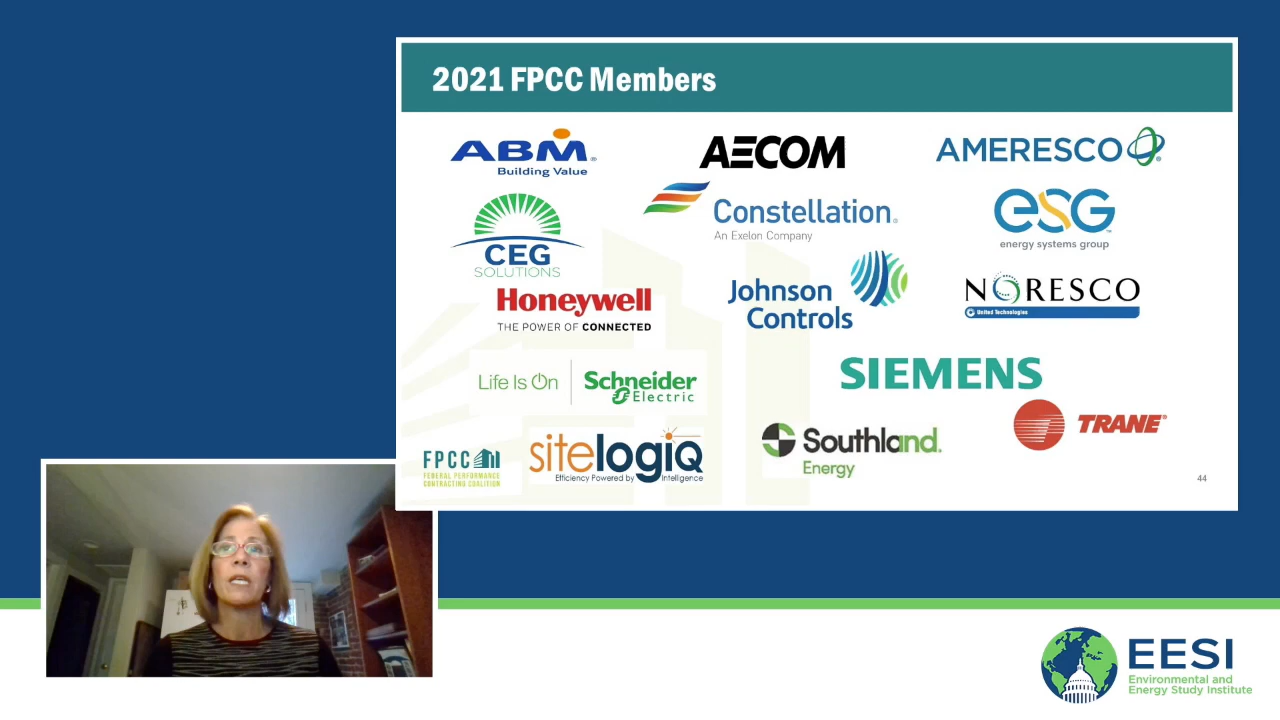 2021 FPCC Members
ABM
Building Value
AECOM
AMERESCO
CEG
SOLUTIONS
Constellation
An Exelon Company
esg
energy systems group
Honeywell
THE POWER OF CONNECTED
Johnson
Controls
NORESCO
United Technologies
Life Is On
Schneider
Electric
SIEMENS
TRANE
FPCC
FEDERAL PERFORMANCE
CONTRACTING COALITION
sitelogiQ
Efficiency Powered by Intelligence
Southland
Energy
44
EESI
Environmental and
Energy Study Institute